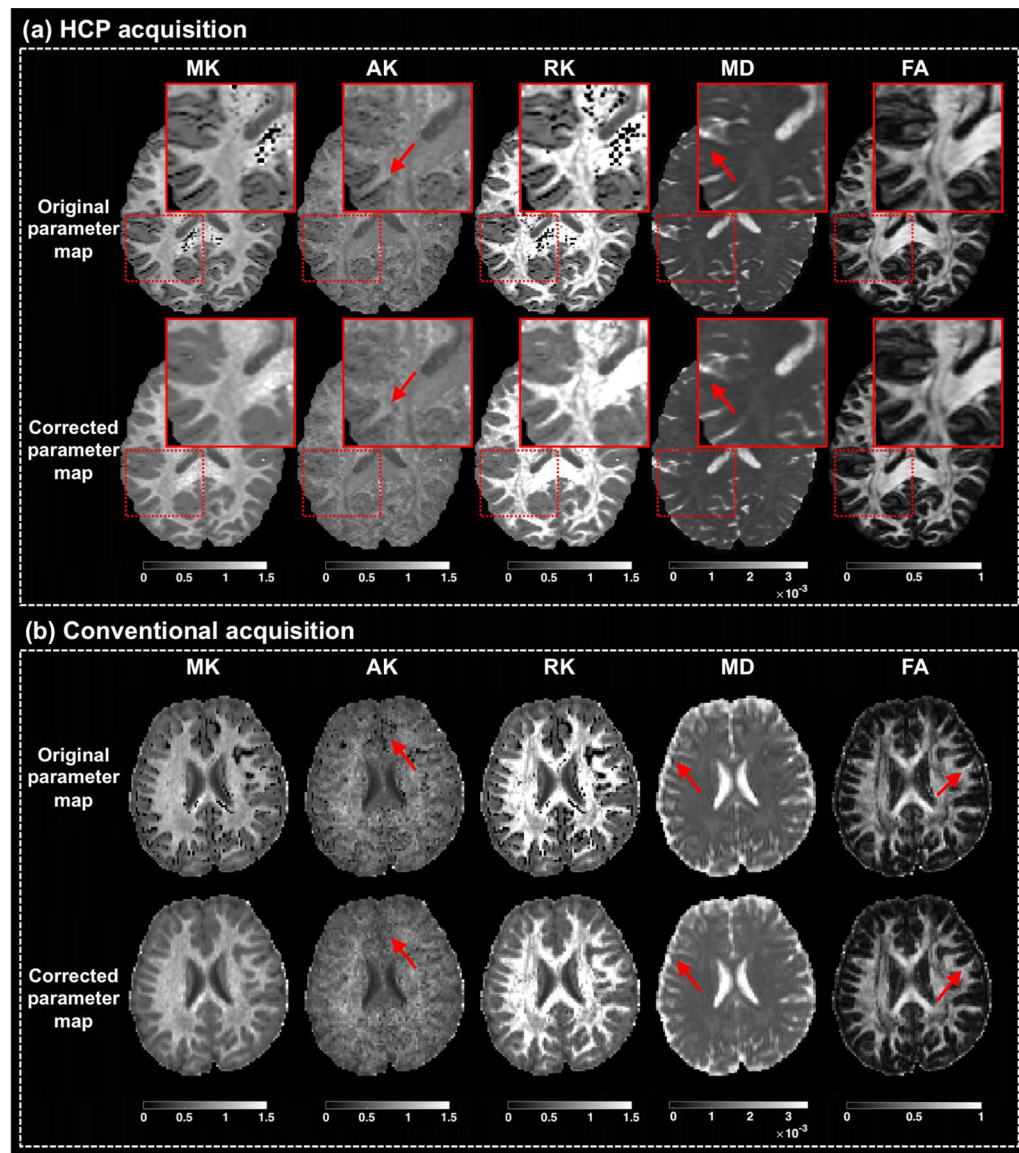 (a) HCP acquisition
MK AK RK MD FA
Original
parameter
map
Corrected
parameter
map
0 0.5 1 1.5 0 0.5 1 1.5 0 0.5 1 1.5 0 1 2 3 0 0.5 1
×10⁻³
(b) Conventional acquisition
MK AK RK MD FA
Original
parameter
map
Corrected
parameter
map
0 0.5 1 1.5 0 0.5 1 1.5 0 0.5 1 1.5 0 1 2 3 0 0.5 1
×10⁻³